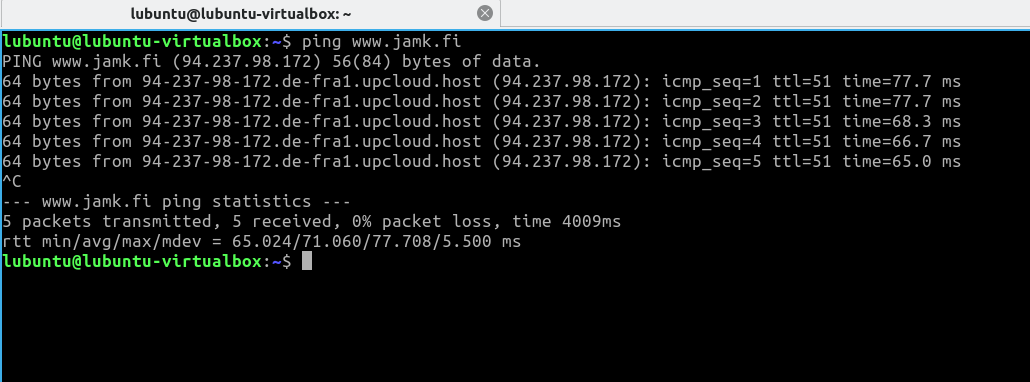 lubuntu@lubuntu-virtualbox: ~
lubuntu@lubuntu-virtualbox:~$ ping www.jamk.fi
PING www.jamk.fi (94.237.98.172) 56(84) bytes of data.
64 bytes from 94-237-98-172.de-fra1.upcloud.host (94.237.98.172): icmp_seq=1 ttl=51 time=77.7 ms
64 bytes from 94-237-98-172.de-fra1.upcloud.host (94.237.98.172): icmp_seq=2 ttl=51 time=77.7 ms
64 bytes from 94-237-98-172.de-fra1.upcloud.host (94.237.98.172): icmp_seq=3 ttl=51 time=68.3 ms
64 bytes from 94-237-98-172.de-fra1.upcloud.host (94.237.98.172): icmp_seq=4 ttl=51 time=66.7 ms
64 bytes from 94-237-98-172.de-fra1.upcloud.host (94.237.98.172): icmp_seq=5 ttl=51 time=65.0 ms
^C
--- www.jamk.fi ping statistics ---
5 packets transmitted, 5 received, 0% packet loss, time 4009ms
rtt min/avg/max/mdev = 65.024/71.060/77.708/5.500 ms
lubuntu@lubuntu-virtualbox:~$